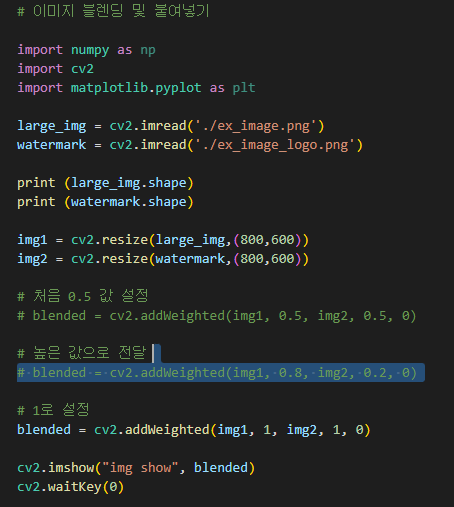 # 이미지 블렌딩 및 붙여넣기
import numpy as np
import cv2
import matplotlib.pyplot as plt
large_img = cv2.imread('./ex_image.png')
watermark = cv2.imread('./ex_image_logo.png')
print (large_img.shape)
print (watermark.shape)
img1 = cv2.resize(large_img,(800,600))
img2 = cv2.resize(watermark,(800,600))
# 처음 0.5 값 설정
# blended = cv2.addWeighted(img1, 0.5, img2, 0.5, 0)
# 높은 값으로 전달
# blended = cv2.addWeighted(img1, 0.8, img2, 0.2, 0)
# 1로 설정
blended = cv2.addWeighted(img1, 1, img2, 1, 0)
cv2.imshow("img show", blended)
cv2.waitKey(0)